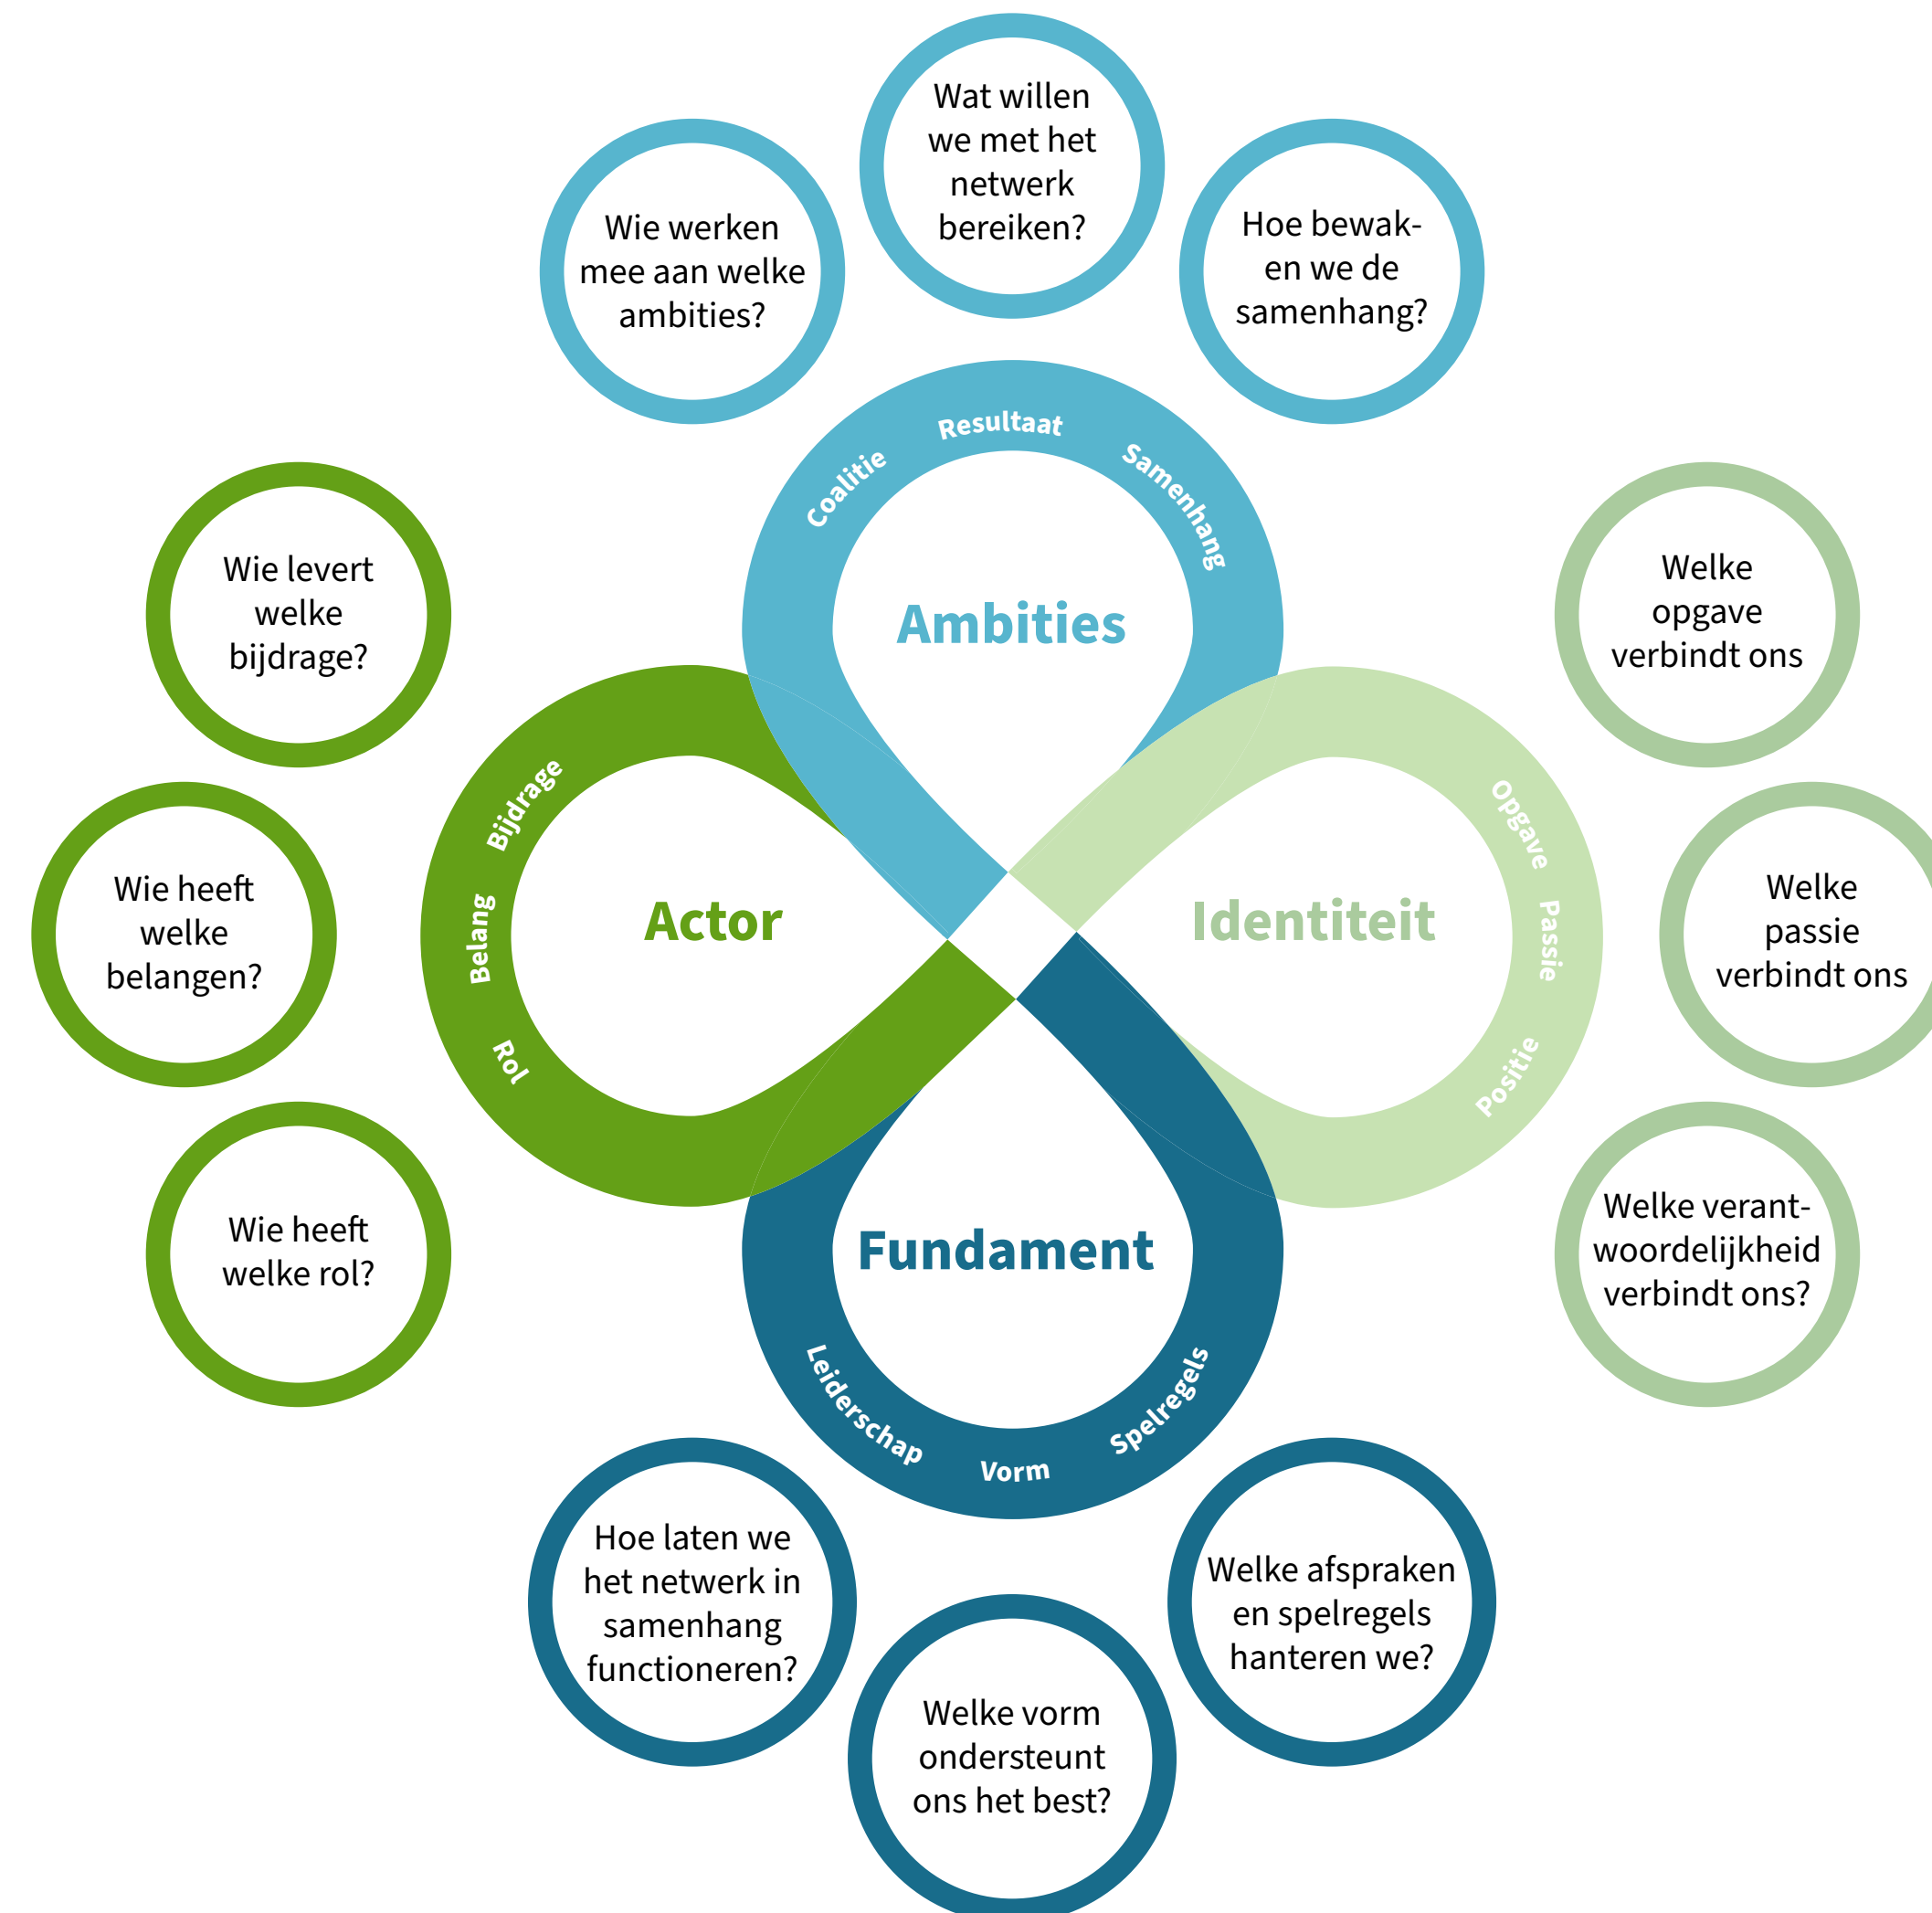 Wat willen
we met het
netwerk
bereiken?
Wie werken
mee aan welke
ambities?
Hoe bewak-
en we de
samenhang?
Coalitie
Resultaat
Samenhang
Ambities
Wie levert
welke
bijdrage?
Wie heeft
welke
belangen?
Wie heeft
welke rol?
Bijdrage
Belang
Rol
Actor
Identiteit
Opgave
Passie
Positie
Welke
opgave
verbindt ons
Welke
passie
verbindt ons
Welke verant-
woordelijkheid
verbindt ons?
Fundament
Leiderschap
Vorm
Spelregels
Hoe laten we
het netwerk in
samenhang
functioneren?
Welke vorm
ondersteunt
ons het best?
Welke afspraken
en spelregels
hanteren we?